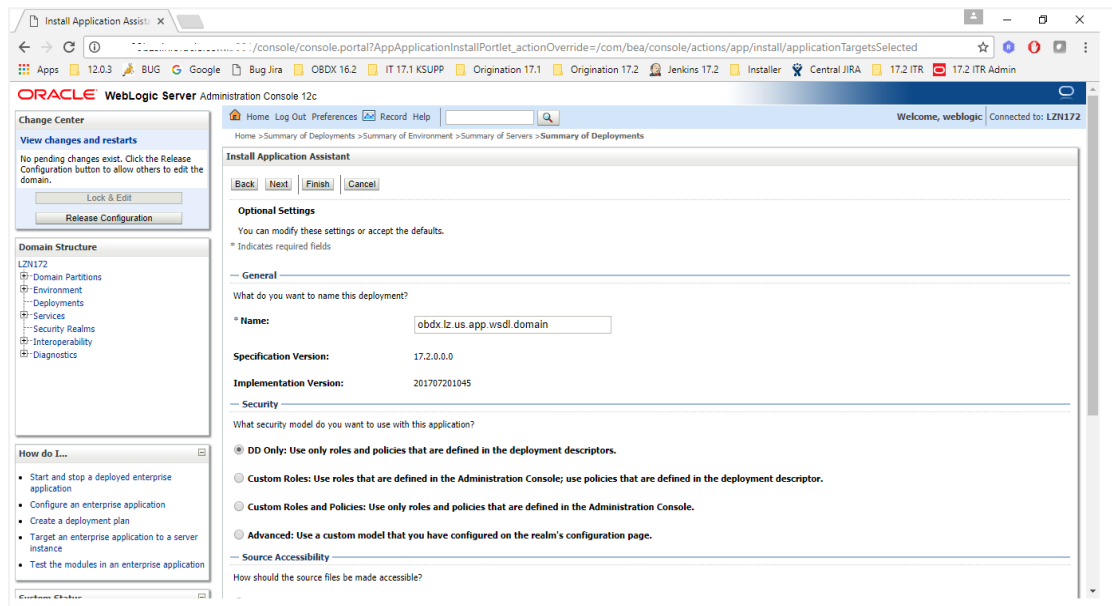 Install Application Assist
/console/console.portal?AppApplicationInstallPortlet_actionOverride=/com/bea/console/actions/app/install/applicationTargetsSelected
Apps 12.0.3 BUG Google Bug Jira OBDX 16.2 IT 17.1 KSUPP Origination 17.1 Origination 17.2 Jenkins 17.2 Installer Central JIRA 17.2 ITR 17.2 ITR Admin
ORACLE WebLogic Server Administration Console 12c
Change Center
View changes and restarts
No pending changes exist. Click the Release
Configuration button to allow others to edit the
domain.
Lock & Edit
Release Configuration
Domain Structure
LZN172
Domain Partitions
Environment
Deployments
Services
Security Realms
Interoperability
Diagnostics
How do I...
Start and stop a deployed enterprise
application
Configure an enterprise application
Create a deployment plan
Target an enterprise application to a server
instance
Test the modules in an enterprise application
System Status
Home Log Out Preferences Record Help
Welcome, weblogic Connected to: LZN172
Home >Summary of Deployments >Summary of Environment >Summary of Servers >Summary of Deployments
Install Application Assistant
Back Next Finish Cancel
Optional Settings
You can modify these settings or accept the defaults.
* Indicates required fields
General
What do you want to name this deployment?
* Name: obdx.lz.us.app.wsdl.domain
Specification Version: 17.2.0.0.0
Implementation Version: 201707201045
Security
What security model do you want to use with this application?
DD Only: Use only roles and policies that are defined in the deployment descriptors.
Custom Roles: Use roles that are defined in the Administration Console; use policies that are defined in the deployment descriptor.
Custom Roles and Policies: Use only roles and policies that are defined in the Administration Console.
Advanced: Use a custom model that you have configured on the realm's configuration page.
Source Accessibility
How should the source files be made accessible?